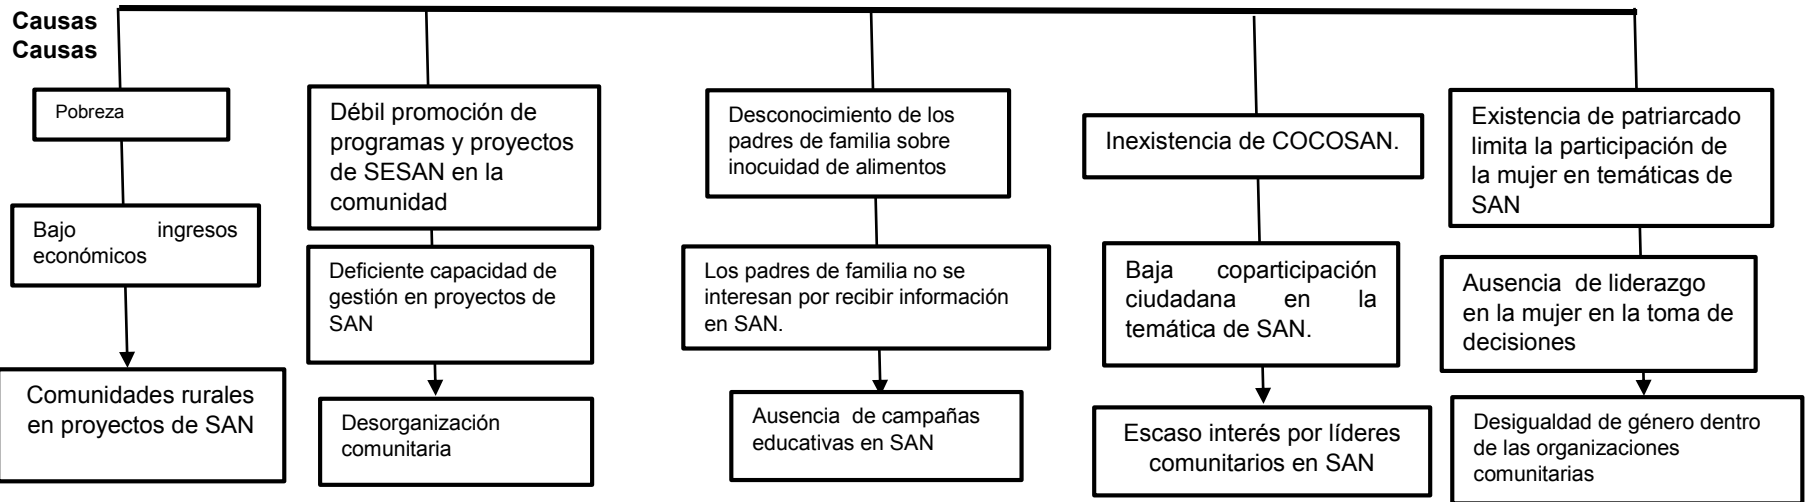 Causas
Causas
Pobreza
Bajo ingresos
económicos
Comunidades rurales
en proyectos de SAN
Débil promoción de
programas y proyectos
de SESAN en la
comunidad
Deficiente capacidad de
gestión en proyectos de
SAN
Desorganización
comunitaria
Desconocimiento de los
padres de familia sobre
inocuidad de alimentos
Los padres de familia no se
interesan por recibir información
en SAN.
Ausencia de campañas
educativas en SAN
Inexistencia de COCOSAN.
Baja coparticipación
ciudadana en la
temática de SAN.
Escaso interés por líderes
comunitarios en SAN
Existencia de patriarcado
limita la participación de
la mujer en temáticas de
SAN
Ausencia de liderazgo
en la mujer en la toma de
decisiones
Desigualdad de género dentro
de las organizaciones
comunitarias